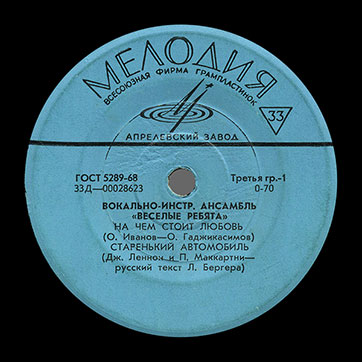 МЕЛОДИЯ
ВСЕСОЮЗНАЯ ФИРМА ГРАМПЛАСТИНОК
33
АПРЕЛЕВСКИЙ ЗАВОД
ГОСТ 5289-68
Третья гр.-1
33Д—00028623
0-70
ВОКАЛЬНО-ИНСТР. АНСАМБЛЬ
«ВЕСЕЛЫЕ РЕБЯТА»
НА ЧЕМ СТОИТ ЛЮБОВЬ
(О. Иванов—О. Гаджикасимов)
СТАРЕНЬКИЙ АВТОМОБИЛЬ
(Дж. Леннон и П. Маккартни—
русский текст Л. Бергера)